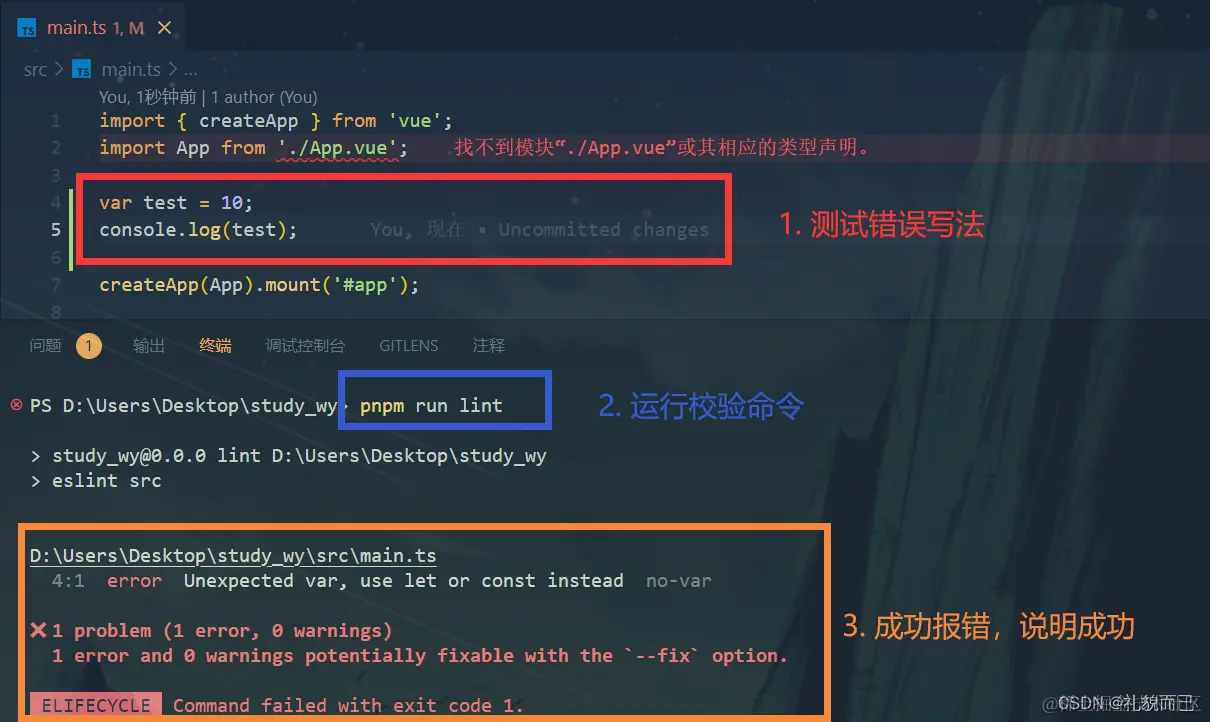 main.ts 1, M
src > main.ts > ...
You, 1秒钟前 | 1 author (You)
1 import { createApp } from 'vue';
2 import App from './App.vue'; 找不到模块“./App.vue”或其相应的类型声明。
3
4 var test = 10;
5 console.log(test); You, 现在 • Uncommitted changes
6
7 createApp(App).mount('#app');
8
1. 测试错误写法
问题 1 输出 终端 调试控制台 GITLENS 注释
PS D:\Users\Desktop\study_wy> pnpm run lint
2. 运行校验命令
> study_wy@0.0.0 lint D:\Users\Desktop\study_wy
> eslint src
D:\Users\Desktop\study_wy\src\main.ts
4:1 error Unexpected var, use let or const instead no-var
✖ 1 problem (1 error, 0 warnings)
1 error and 0 warnings potentially fixable with the `--fix` option.
3. 成功报错，说明成功
ELIFECYCLE Command failed with exit code 1.
CSDN @社貌而已